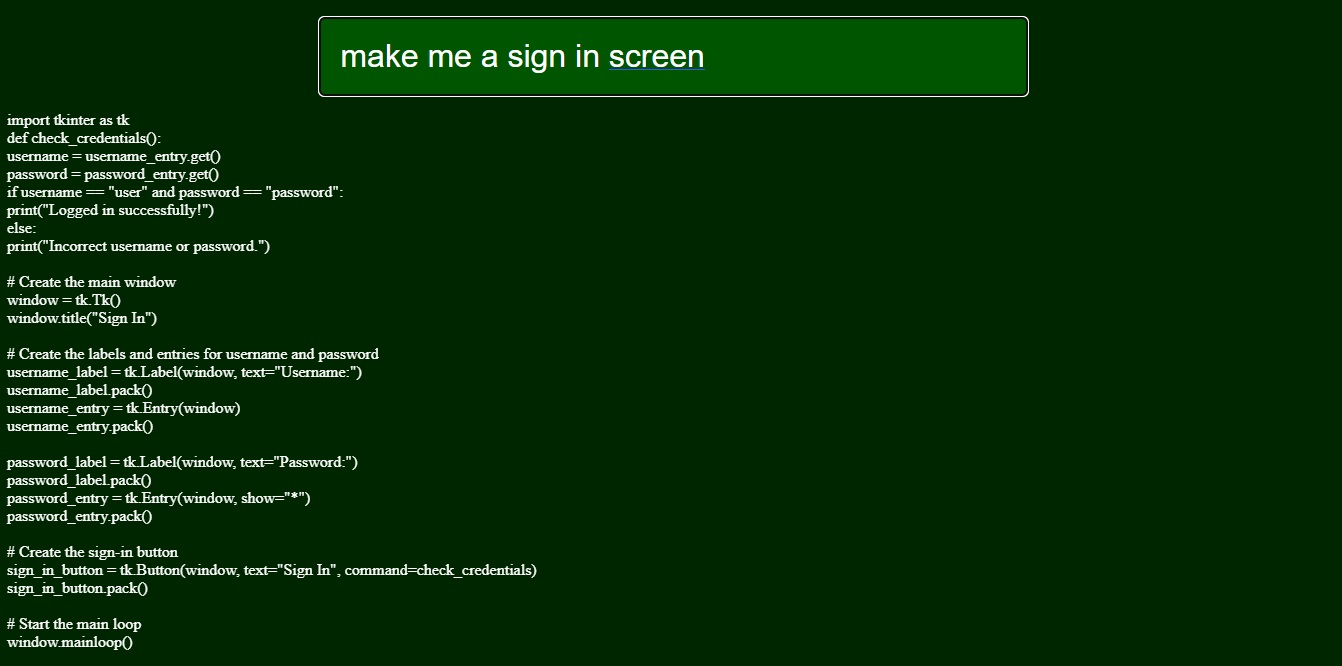 make me a sign in screen
import tkinter as tk
def check_credentials():
username = username_entry.get()
password = password_entry.get()
if username == "user" and password == "password":
print("Logged in successfully!")
else:
print("Incorrect username or password.")
# Create the main window
window = tk.Tk()
window.title("Sign In")
# Create the labels and entries for username and password
username_label = tk.Label(window, text="Username:")
username_label.pack()
username_entry = tk.Entry(window)
username_entry.pack()
password_label = tk.Label(window, text="Password:")
password_label.pack()
password_entry = tk.Entry(window, show="*")
password_entry.pack()
# Create the sign-in button
sign_in_button = tk.Button(window, text="Sign In", command=check_credentials)
sign_in_button.pack()
# Start the main loop
window.mainloop()